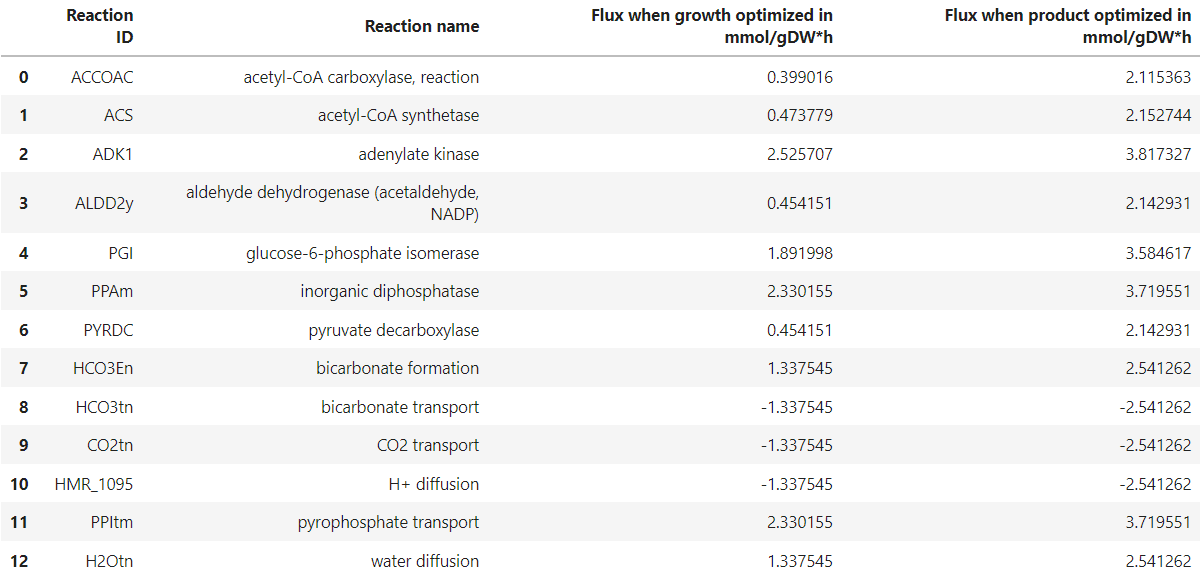 Reaction ID Reaction name Flux when growth optimized in mmol/gDW*h Flux when product optimized in mmol/gDW*h
0 ACCOAC acetyl-CoA carboxylase, reaction 0.399016 2.115363
1 ACS acetyl-CoA synthetase 0.473779 2.152744
2 ADK1 adenylate kinase 2.525707 3.817327
3 ALDD2y aldehyde dehydrogenase (acetaldehyde, NADP) 0.454151 2.142931
4 PGI glucose-6-phosphate isomerase 1.891998 3.584617
5 PPAm inorganic diphosphatase 2.330155 3.719551
6 PYRDC pyruvate decarboxylase 0.454151 2.142931
7 HCO3En bicarbonate formation 1.337545 2.541262
8 HCO3tn bicarbonate transport -1.337545 -2.541262
9 CO2tn CO2 transport -1.337545 -2.541262
10 HMR_1095 H+ diffusion -1.337545 -2.541262
11 PPItm pyrophosphate transport 2.330155 3.719551
12 H2Otn water diffusion 1.337545 2.541262